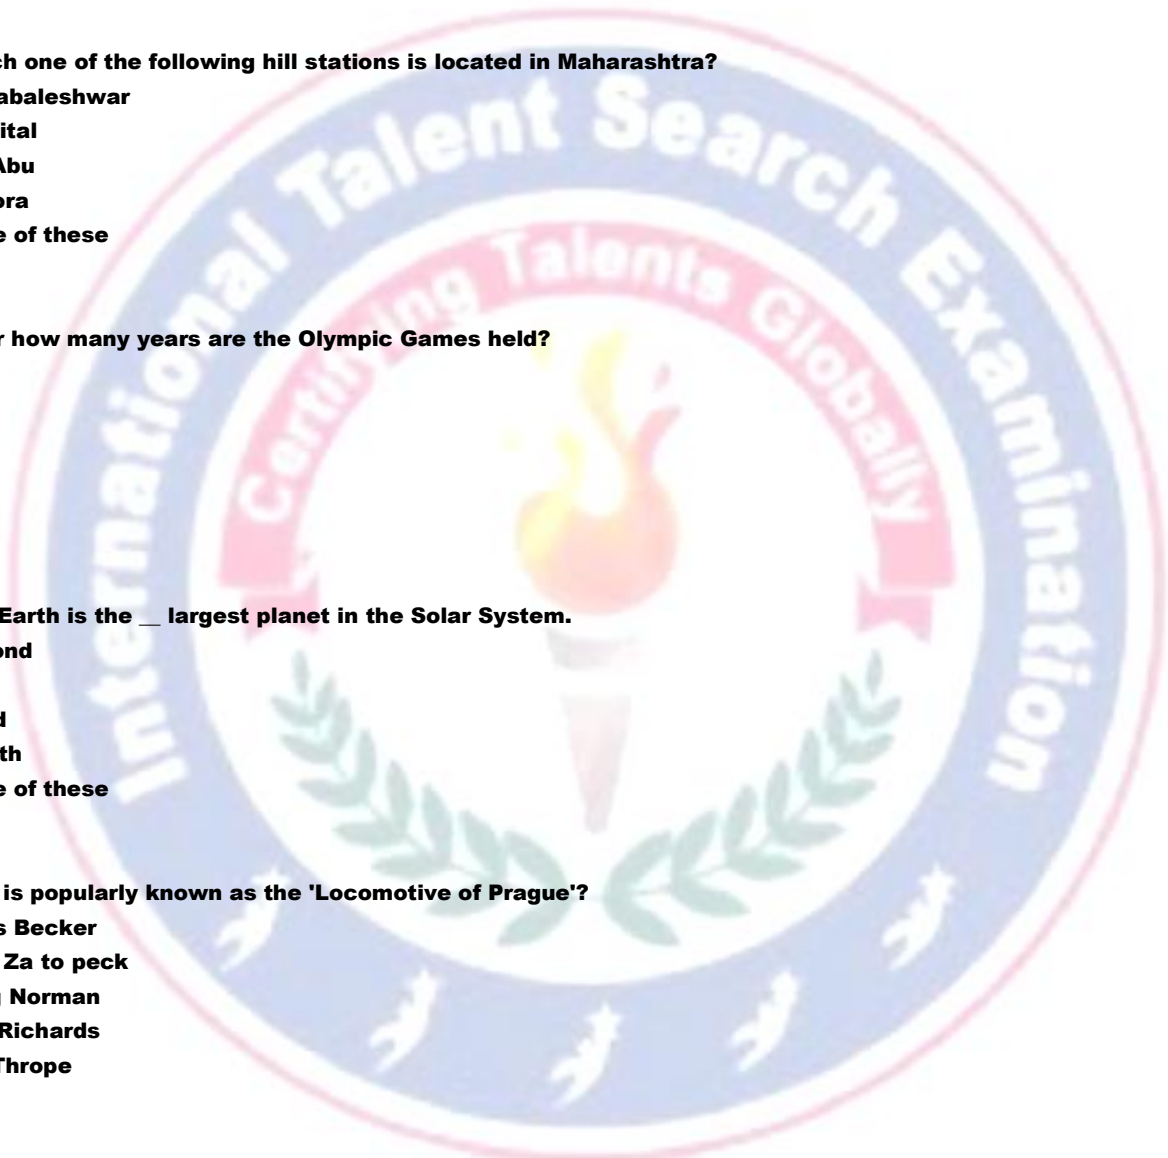 ch one of the following hill stations is located in Maharashtra?
abaleshwar
ital
Abu
ora
e of these
r how many years are the Olympic Games held?
Earth is the __ largest planet in the Solar System.
ond
d
th
e of these
is popularly known as the 'Locomotive of Prague'?
s Becker
Za to peck
g Norman
Richards
Thrope
International Talent Search Examination
Certifying Talents Globally